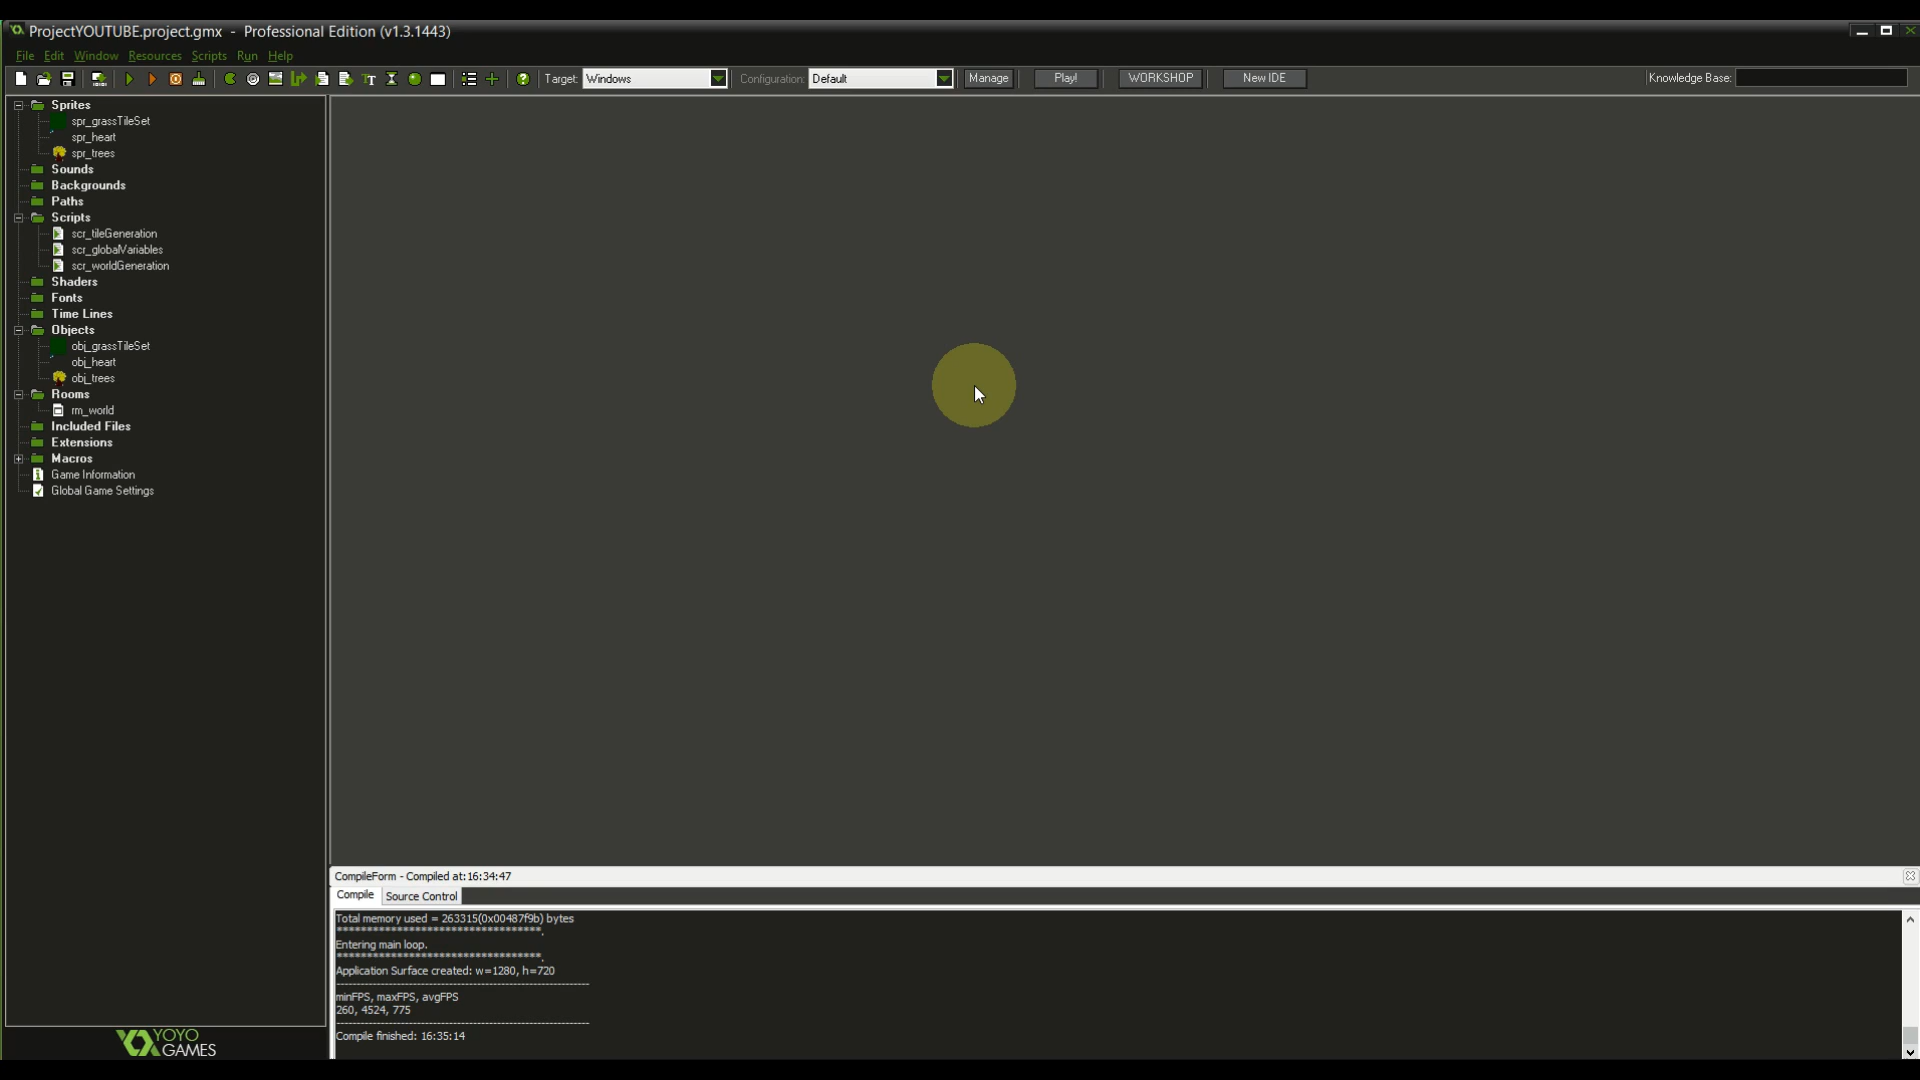 ProjectYOUTUBE.project.gmx - Professional Edition (v1.3.1443)
File Edit Window Resources Scripts Run Help
Target: Windows Configuration: Default Manage Play! WORKSHOP New IDE Knowledge Base:
Sprites
spr_grassTileSet
spr_heart
spr_trees
Sounds
Backgrounds
Paths
Scripts
scr_tileGeneration
scr_globalVariables
scr_worldGeneration
Shaders
Fonts
Time Lines
Objects
obj_grassTileSet
obj_heart
obj_trees
Rooms
rm_world
Included Files
Extensions
Macros
Game Information
Global Game Settings
YOYO
GAMES
CompileForm - Compiled at:16:34:47
Compile Source Control
Total memory used = 263315(0x00487f9b) bytes
***********************************.
Entering main loop.
***********************************.
Application Surface created: w=1280, h=720
minFPS, maxFPS, avgFPS
260, 4524, 775
Compile finished: 16:35:14